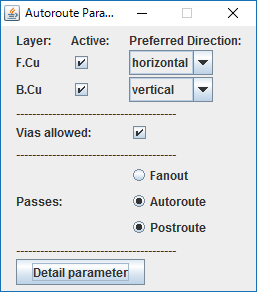 Autoroute Para...
Layer: Active: Preferred Direction:
F.Cu horizontal
B.Cu vertical
----------------------------------------
Vias allowed:
----------------------------------------
Fanout
Passes: Autoroute
Postroute
----------------------------------------
Detail parameter